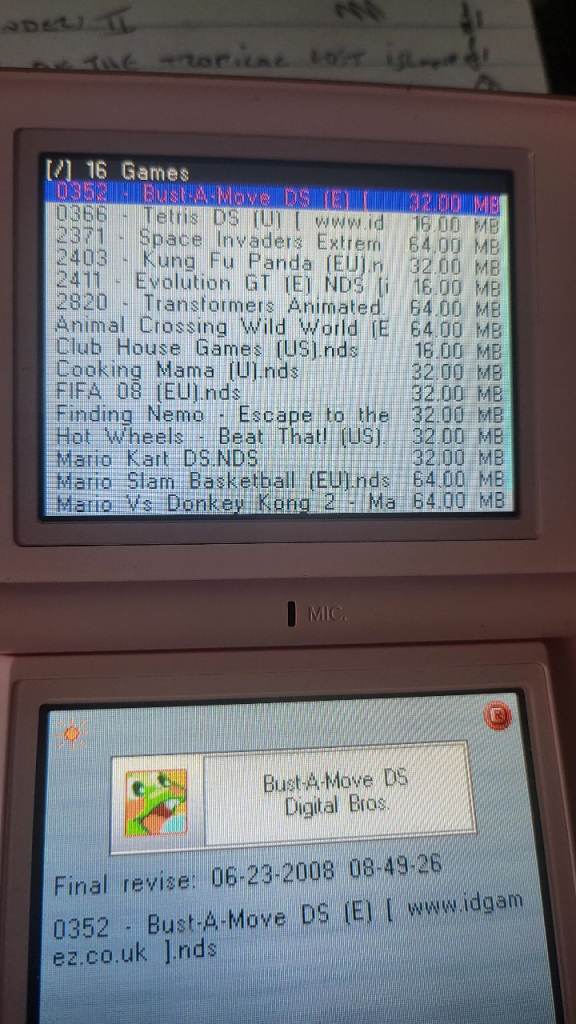 ON THE TROPICAL LOST
[/] 16 Games
0352 - Bust-A-Move DS (E) [ 32.00 MB
0366 - Tetris DS (U) [ www.id 16.00 MB
2371 - Space Invaders Extrem 64.00 MB
2403 - Kung Fu Panda (EU).n 32.00 MB
2411 - Evolution GT (E) NDS [i 16.00 MB
2820 - Transformers Animated. 64.00 MB
Animal Crossing Wild World (E 64.00 MB
Club House Games (US).nds 16.00 MB
Cooking Mama (U).nds 32.00 MB
FIFA 08 (EU).nds 32.00 MB
Finding Nemo - Escape to the 32.00 MB
Hot Wheels - Beat That! (US). 32.00 MB
Mario Kart DS.NDS 32.00 MB
Mario Slam Basketball (EU).nds 64.00 MB
Mario Vs Donkey Kong 2 - Ma 64.00 MB
MIC.
R
Bust-A-Move DS
Digital Bros.
Final revise: 06-23-2008 08-49-26
0352 - Bust-A-Move DS (E) [ www.idgam
ez.co.uk ].nds